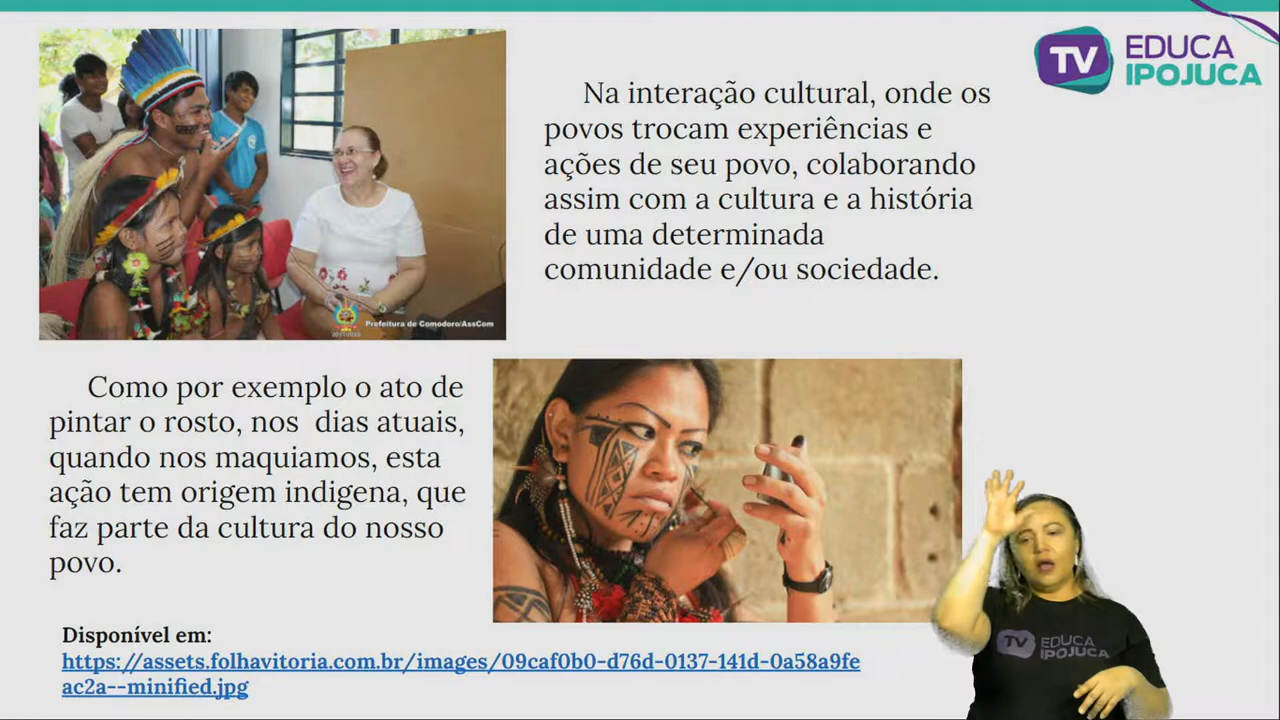 TV EDUCA
IPOJUCA
Na interação cultural, onde os
povos trocam experiências e
ações de seu povo, colaborando
assim com a cultura e a história
de uma determinada
comunidade e/ou sociedade.
Prefeitura de Comodoro/AssCom
Como por exemplo o ato de
pintar o rosto, nos dias atuais,
quando nos maquiamos, esta
ação tem origem indigena, que
faz parte da cultura do nosso
povo.
Disponível em:
https://assets.folhavitoria.com.br/images/09caf0b0-d76d-0137-141d-0a58a9fe
ac2a--minified.jpg
TV EDUCA
IPOJUCA